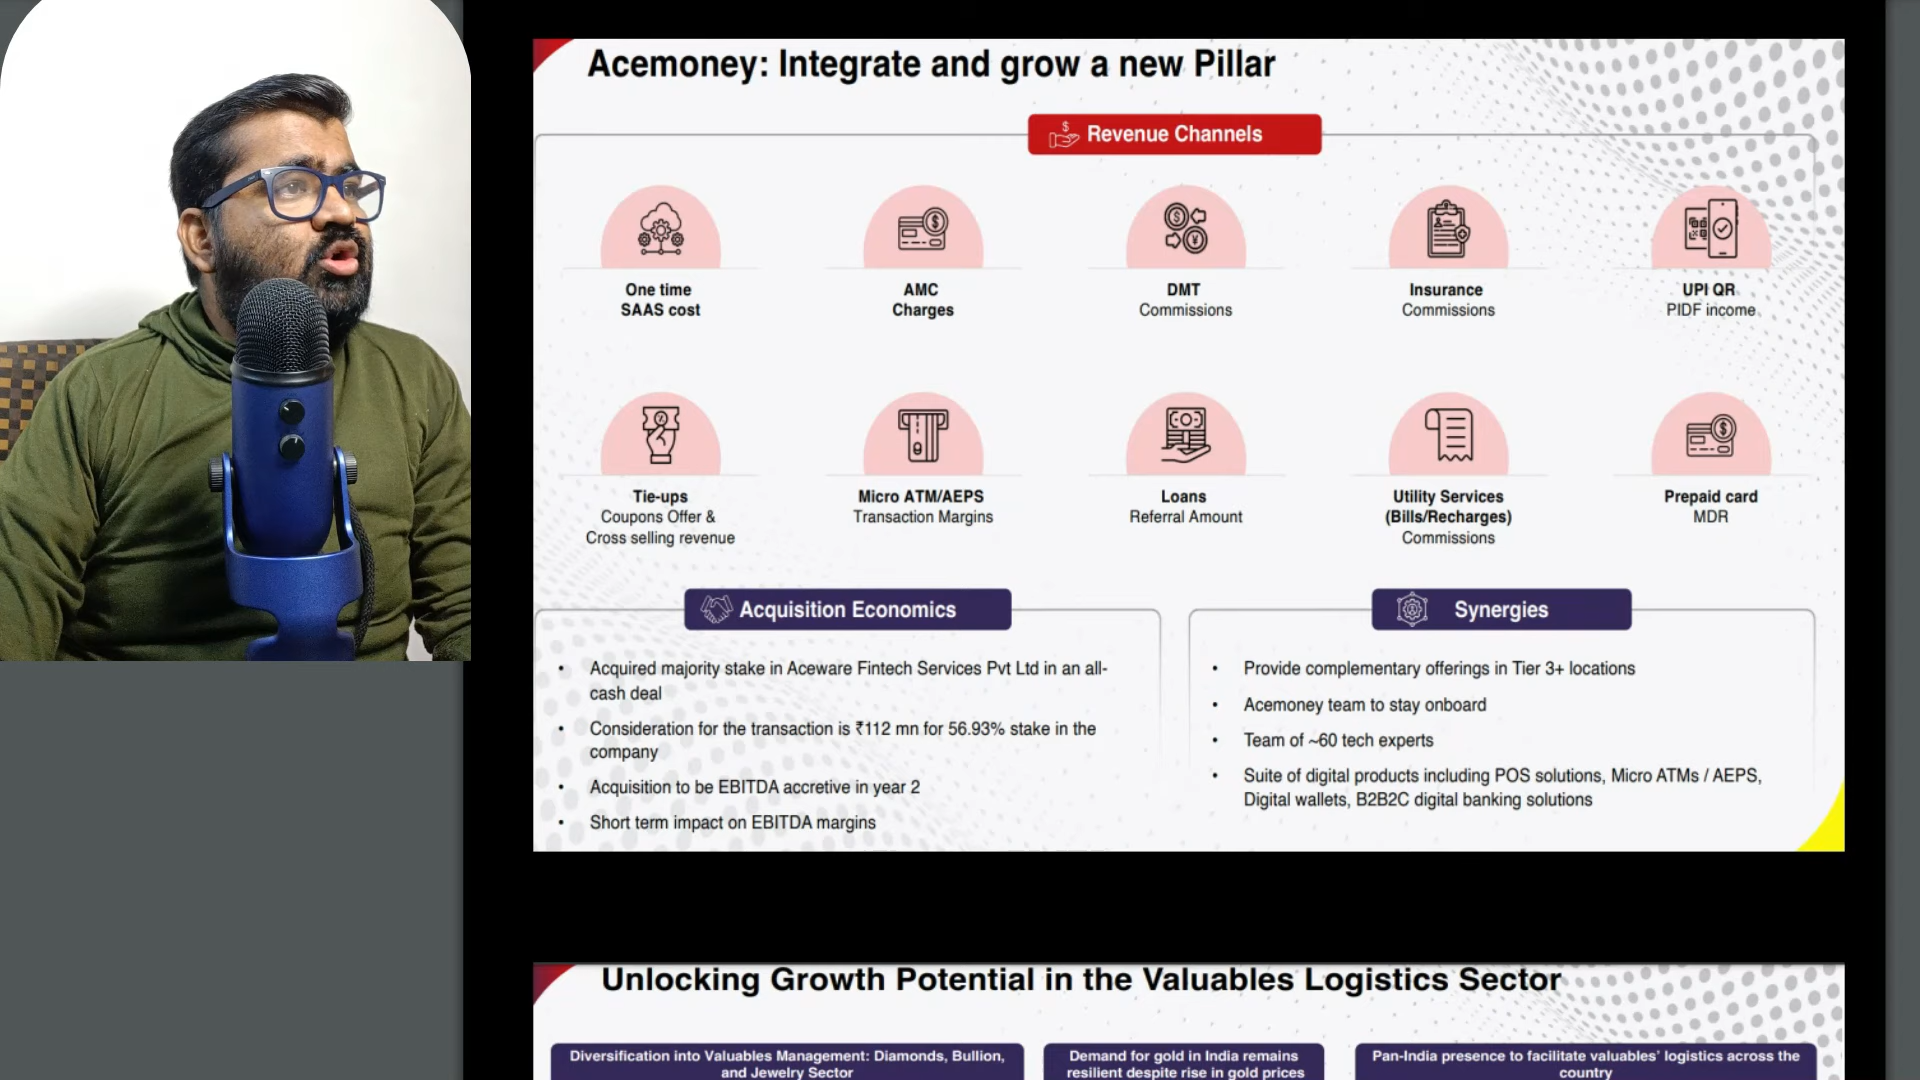 Acemoney: Integrate and grow a new Pillar
Revenue Channels
One time
SAAS cost
AMC
Charges
DMT
Commissions
Insurance
Commissions
UPI QR
PIDF income
Tie-ups
Coupons Offer &
Cross selling revenue
Micro ATM/AEPS
Transaction Margins
Loans
Referral Amount
Utility Services
(Bills/Recharges)
Commissions
Prepaid card
MDR
Acquisition Economics
• Acquired majority stake in Aceware Fintech Services Pvt Ltd in an all-
cash deal
• Consideration for the transaction is ₹112 mn for 56.93% stake in the
company
• Acquisition to be EBITDA accretive in year 2
• Short term impact on EBITDA margins
Synergies
• Provide complementary offerings in Tier 3+ locations
• Acemoney team to stay onboard
• Team of ~60 tech experts
• Suite of digital products including POS solutions, Micro ATMs / AEPS,
Digital wallets, B2B2C digital banking solutions
Unlocking Growth Potential in the Valuables Logistics Sector
Diversification into Valuables Management: Diamonds, Bullion,
and Jewelry Sector
Demand for gold in India remains
resilient despite rise in gold prices
Pan-India presence to facilitate valuables' logistics across the
country